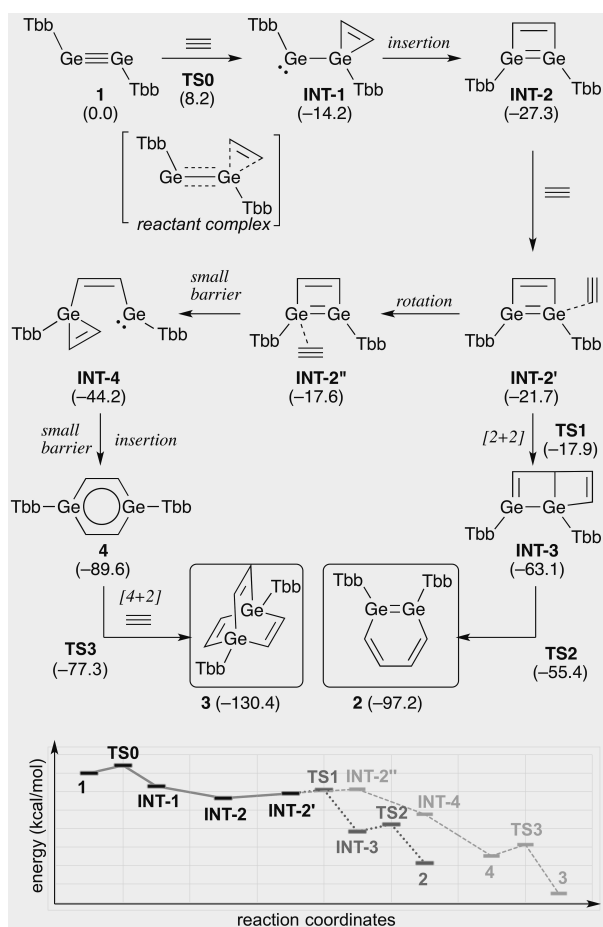 Tbb
Ge≡Ge
Tbb
1
(0.0)
TS0
(8.2)
Ge—Ge
Tbb
Tbb
INT-1
(−14.2)
insertion
Ge Ge
Tbb Tbb
INT-2
(−27.3)
Tbb
Ge Ge
Tbb
reactant complex
Ge
Tbb
Ge
Tbb
INT-4
(−44.2)
small
barrier
Ge Ge
Tbb Tbb
INT-2"
(−17.6)
rotation
Ge=Ge
Tbb Tbb
INT-2'
(−21.7)
small
barrier
insertion
[2+2]
TS1
(−17.9)
Tbb—Ge Ge—Tbb
4
(−89.6)
Ge—Ge
Tbb Tbb
INT-3
(−63.1)
[4+2]
TS3
(−77.3)
Tbb
Ge
Ge
Tbb
3 (−130.4)
Tbb Tbb
Ge=Ge
2 (−97.2)
TS2
(−55.4)
energy (kcal/mol)
1
TS0
INT-1
INT-2
INT-2'
TS1
INT-2"
INT-3
TS2
INT-4
2
4
TS3
3
reaction coordinates